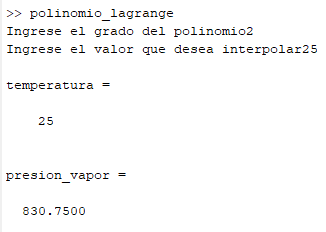 >> polinomio_lagrange
Ingrese el grado del polinomio2
Ingrese el valor que desea interpolar25
temperatura =
25
presion_vapor =
830.7500